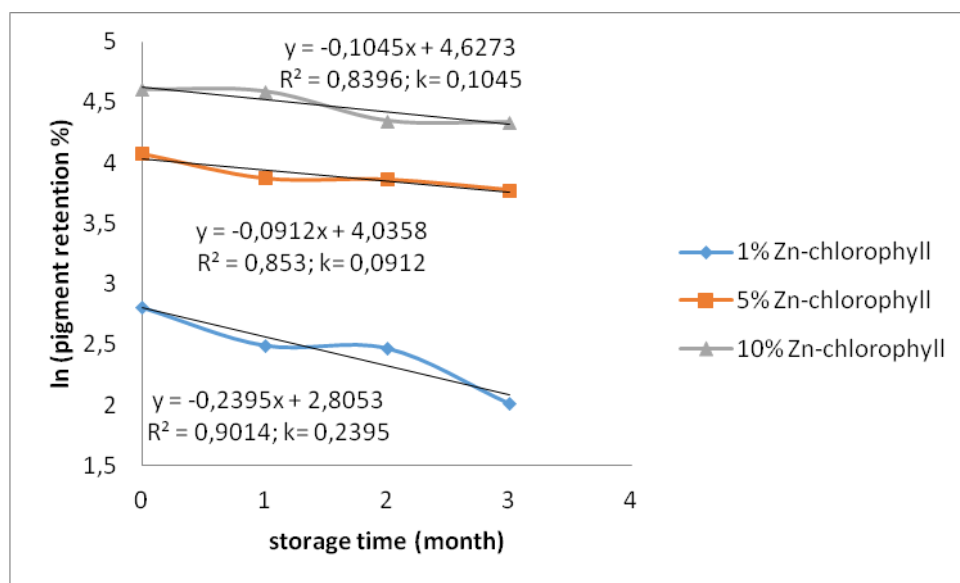 y = -0,1045x + 4,6273
R² = 0,8396; k= 0,1045
y = -0,0912x + 4,0358
R² = 0,853; k= 0,0912
y = -0,2395x + 2,8053
R² = 0,9014; k= 0,2395
5
4,5
4
3,5
3
2,5
2
1,5
0 1 2 3 4
ln (pigment retention %)
storage time (month)
1% Zn-chlorophyll
5% Zn-chlorophyll
10% Zn-chlorophyll